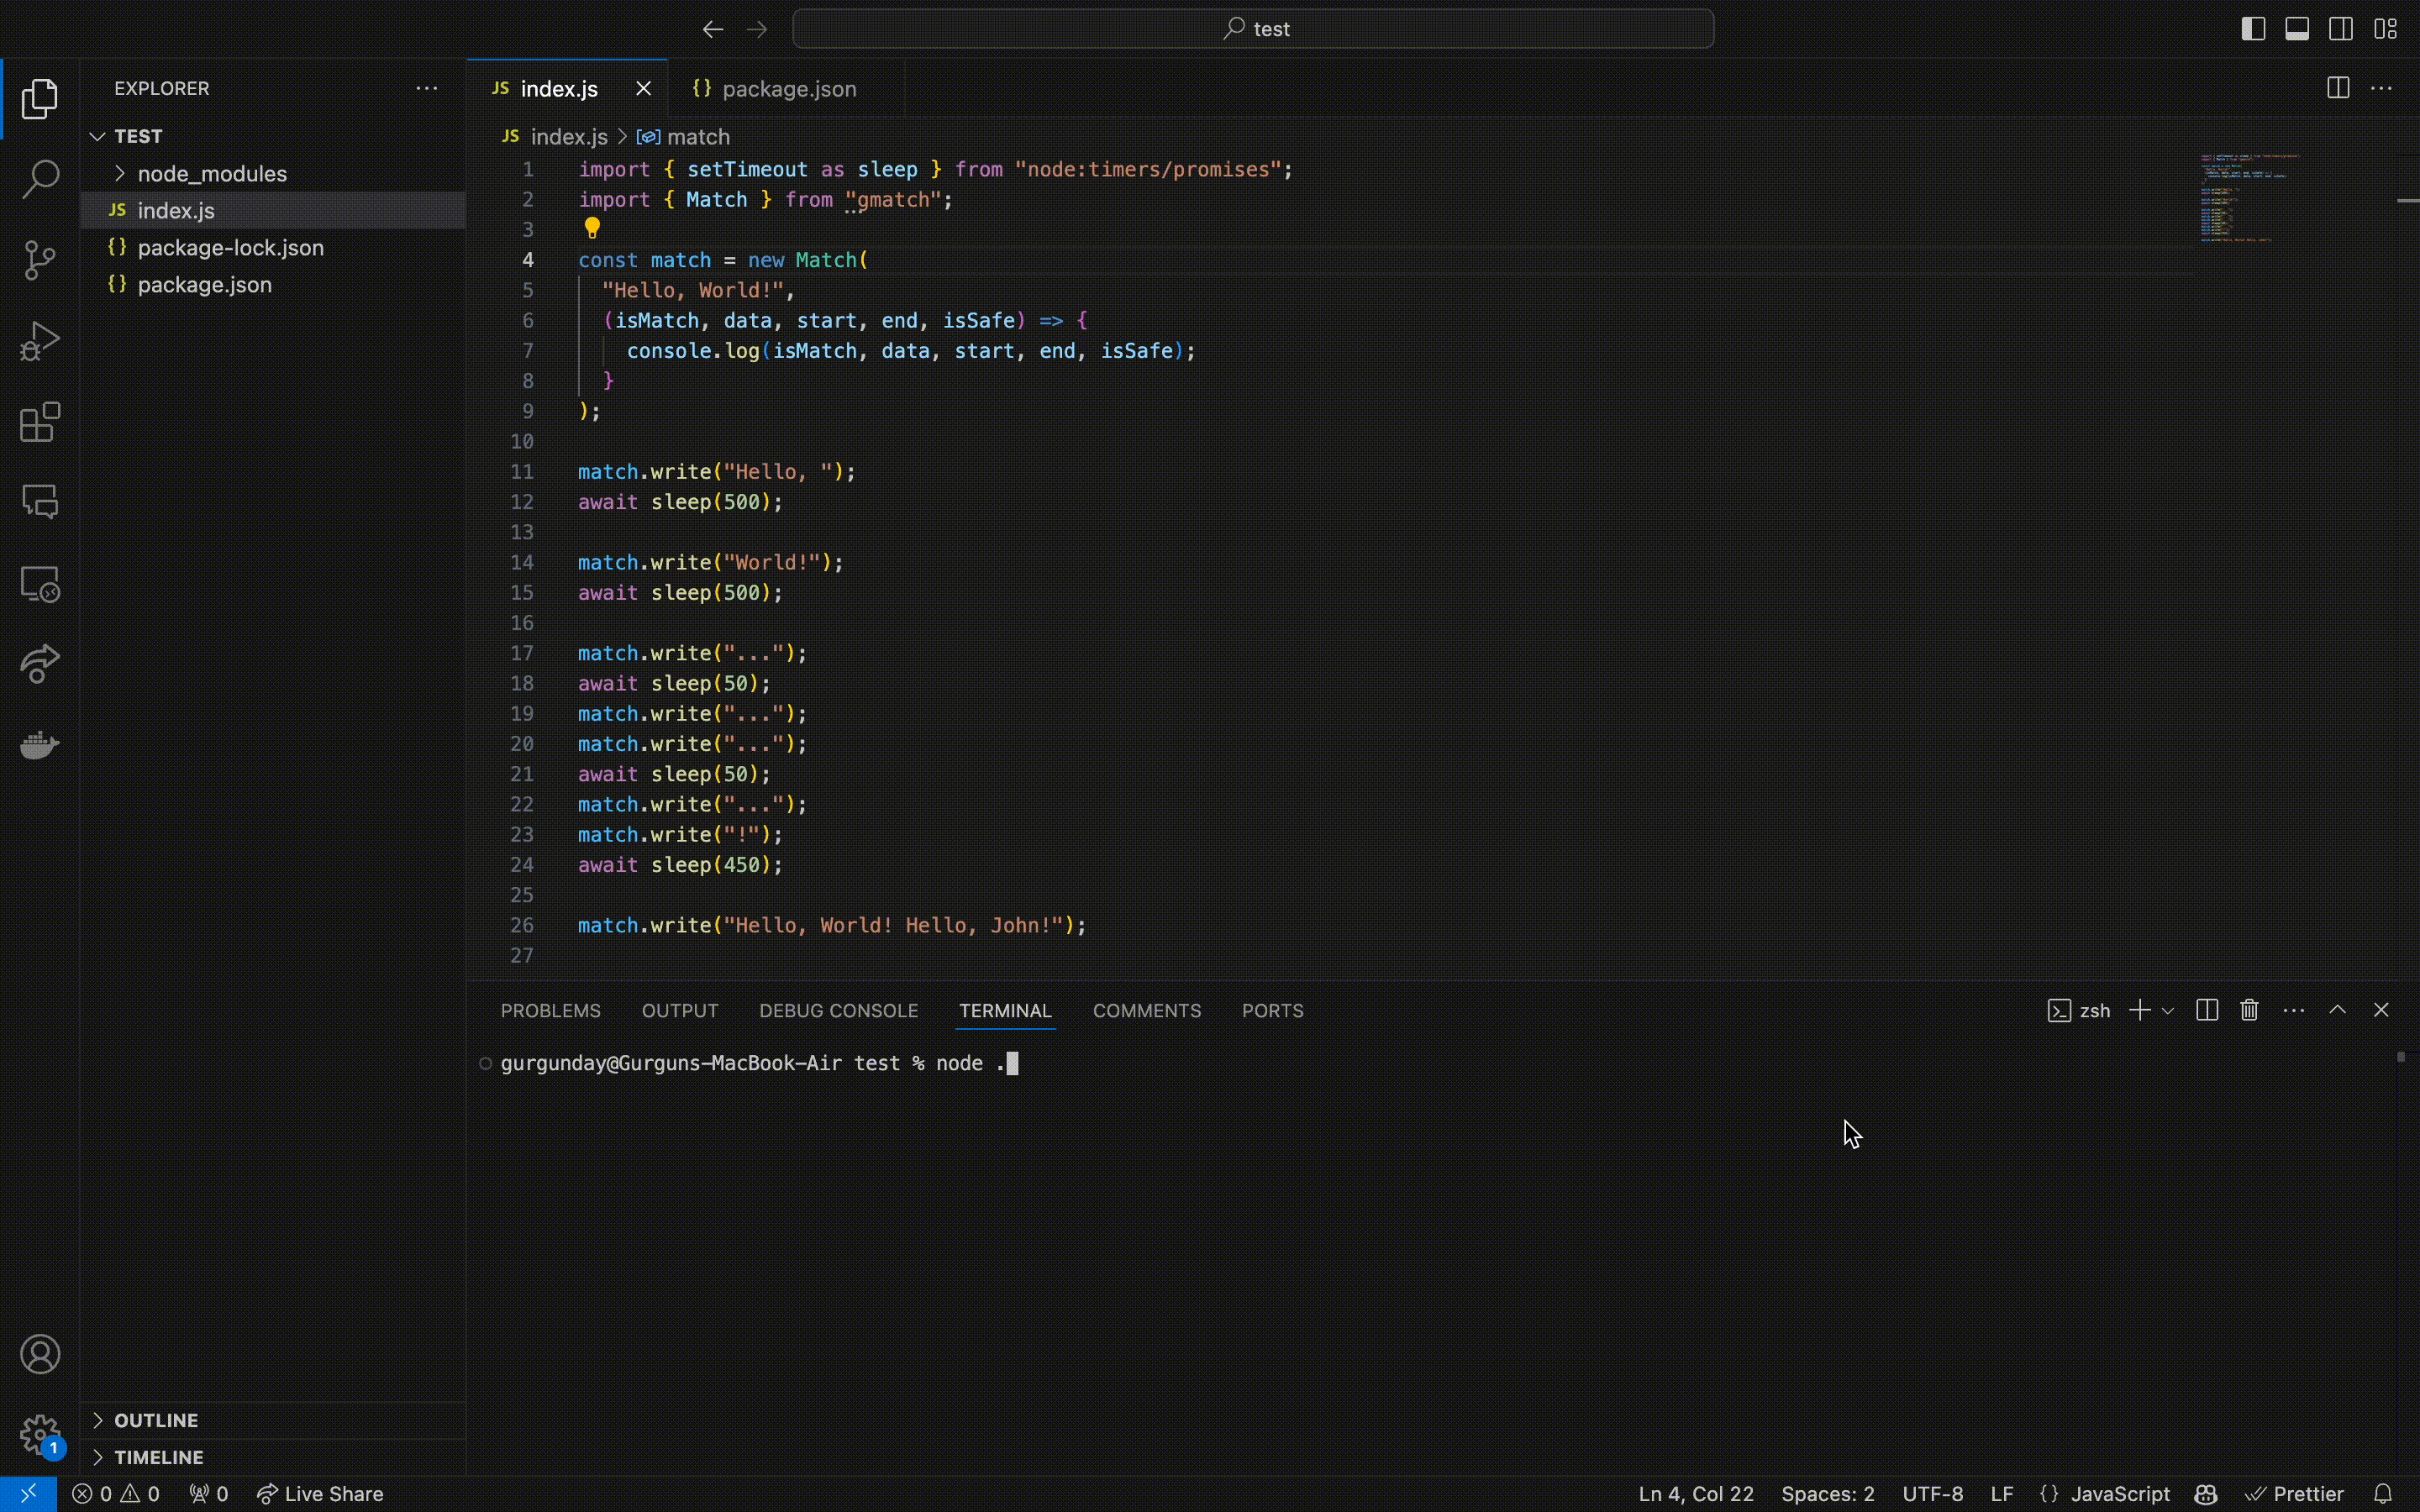 test
EXPLORER
TEST
node_modules
JS index.js
{} package-lock.json
{} package.json
OUTLINE
TIMELINE
JS index.js
{} package.json
JS index.js > match
1 import { setTimeout as sleep } from "node:timers/promises";
2 import { Match } from "gmatch";
3
4 const match = new Match(
5 "Hello, World!",
6 (isMatch, data, start, end, isSafe) => {
7 console.log(isMatch, data, start, end, isSafe);
8 }
9 );
10
11 match.write("Hello, ");
12 await sleep(500);
13
14 match.write("World!");
15 await sleep(500);
16
17 match.write("...");
18 await sleep(50);
19 match.write("...");
20 match.write("...");
21 await sleep(50);
22 match.write("...");
23 match.write("!");
24 await sleep(450);
25
26 match.write("Hello, World! Hello, John!");
27
PROBLEMS OUTPUT DEBUG CONSOLE TERMINAL COMMENTS PORTS
zsh
gurgunday@Gurguns-MacBook-Air test % node .
1
0 0 0 Live Share
Ln 4, Col 22 Spaces: 2 UTF-8 LF {} JavaScript Prettier